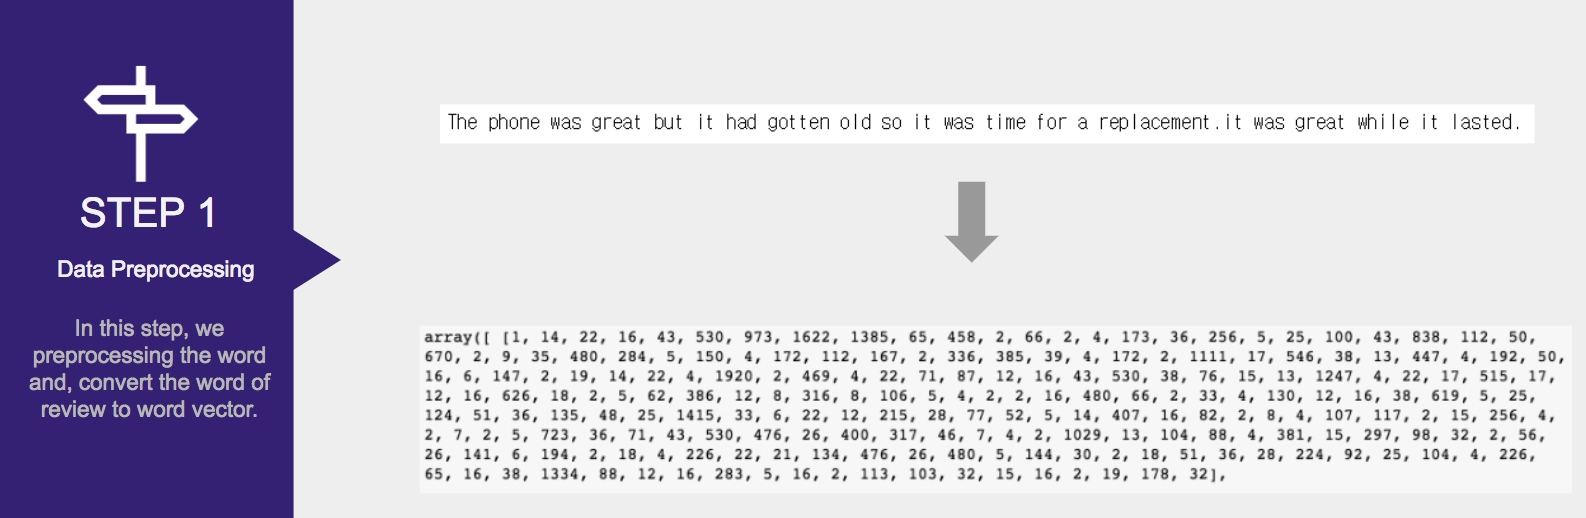 STEP 1
Data Preprocessing
In this step, we
preprocessing the word
and, convert the word of
review to word vector.
The phone was great but it had gotten old so it was time for a replacement.it was great while it lasted.
array([ [1, 14, 22, 16, 43, 530, 973, 1622, 1385, 65, 458, 2, 66, 2, 4, 173, 36, 256, 5, 25, 100, 43, 838, 112, 50,
670, 2, 9, 35, 480, 284, 5, 150, 4, 172, 112, 167, 2, 336, 385, 39, 4, 172, 2, 1111, 17, 546, 38, 13, 447, 4, 192, 50,
16, 6, 147, 2, 19, 14, 22, 4, 1920, 2, 469, 4, 22, 71, 87, 12, 16, 43, 530, 38, 76, 15, 13, 1247, 4, 22, 17, 515, 17,
12, 16, 626, 18, 2, 5, 62, 386, 12, 8, 316, 8, 106, 5, 4, 2, 2, 16, 480, 66, 2, 33, 4, 130, 12, 16, 38, 619, 5, 25,
124, 51, 36, 135, 48, 25, 1415, 33, 6, 22, 12, 215, 28, 77, 52, 5, 14, 407, 16, 82, 2, 8, 4, 107, 117, 2, 15, 256, 4,
2, 7, 2, 5, 723, 36, 71, 43, 530, 476, 26, 400, 317, 46, 7, 4, 2, 1029, 13, 104, 88, 4, 381, 15, 297, 98, 32, 2, 56,
26, 141, 6, 194, 2, 18, 4, 226, 22, 21, 134, 476, 26, 480, 5, 144, 30, 2, 18, 51, 36, 28, 224, 92, 25, 104, 4, 226,
65, 16, 38, 1334, 88, 12, 16, 283, 5, 16, 2, 113, 103, 32, 15, 16, 2, 19, 178, 32],